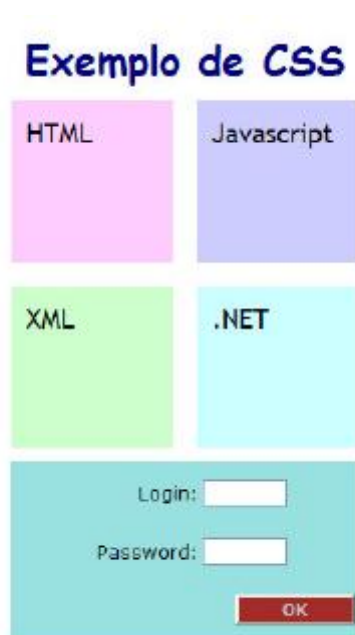 Exemplo de CSS
HTML Javascript
XML .NET
Login:
Password:
OK